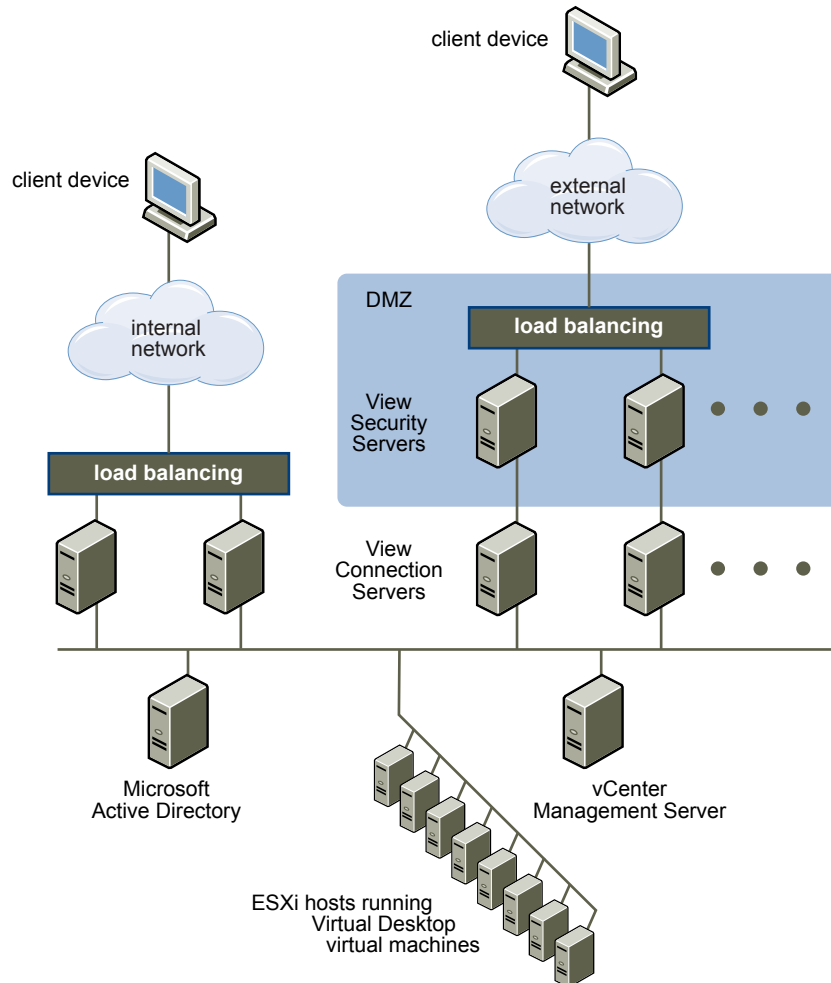 client device
client device
external
network
internal
network
DMZ
load balancing
View
Security
Servers
load balancing
View
Connection
Servers
Microsoft
Active Directory
vCenter
Management Server
ESXi hosts running
Virtual Desktop
virtual machines